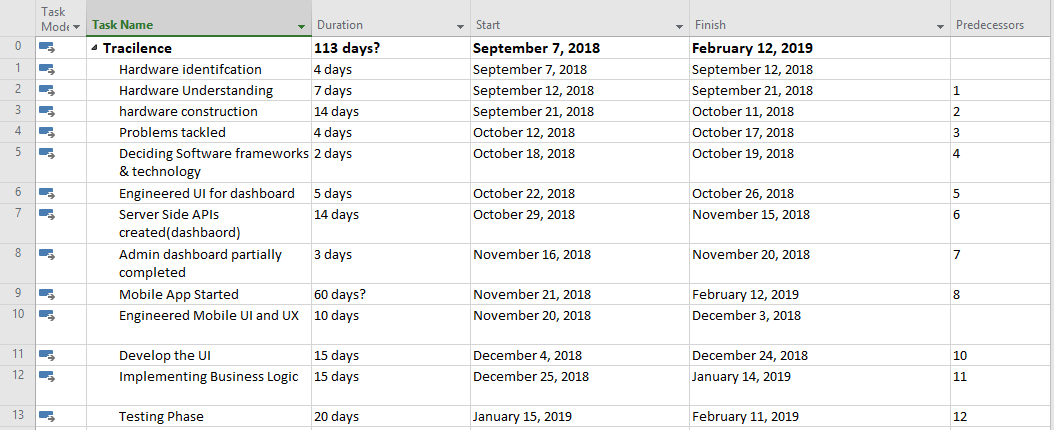 Task Mode Task Name Duration Start Finish Predecessors
0 Tracilence 113 days? September 7, 2018 February 12, 2019
1 Hardware identifcation 4 days September 7, 2018 September 12, 2018
2 Hardware Understanding 7 days September 12, 2018 September 21, 2018 1
3 hardware construction 14 days September 21, 2018 October 11, 2018 2
4 Problems tackled 4 days October 12, 2018 October 17, 2018 3
5 Deciding Software frameworks 2 days October 18, 2018 October 19, 2018 4
& technology
6 Engineered UI for dashboard 5 days October 22, 2018 October 26, 2018 5
7 Server Side APIs 14 days October 29, 2018 November 15, 2018 6
created(dashbaord)
8 Admin dashboard partially 3 days November 16, 2018 November 20, 2018 7
completed
9 Mobile App Started 60 days? November 21, 2018 February 12, 2019 8
10 Engineered Mobile UI and UX 10 days November 20, 2018 December 3, 2018
11 Develop the UI 15 days December 4, 2018 December 24, 2018 10
12 Implementing Business Logic 15 days December 25, 2018 January 14, 2019 11
13 Testing Phase 20 days January 15, 2019 February 11, 2019 12